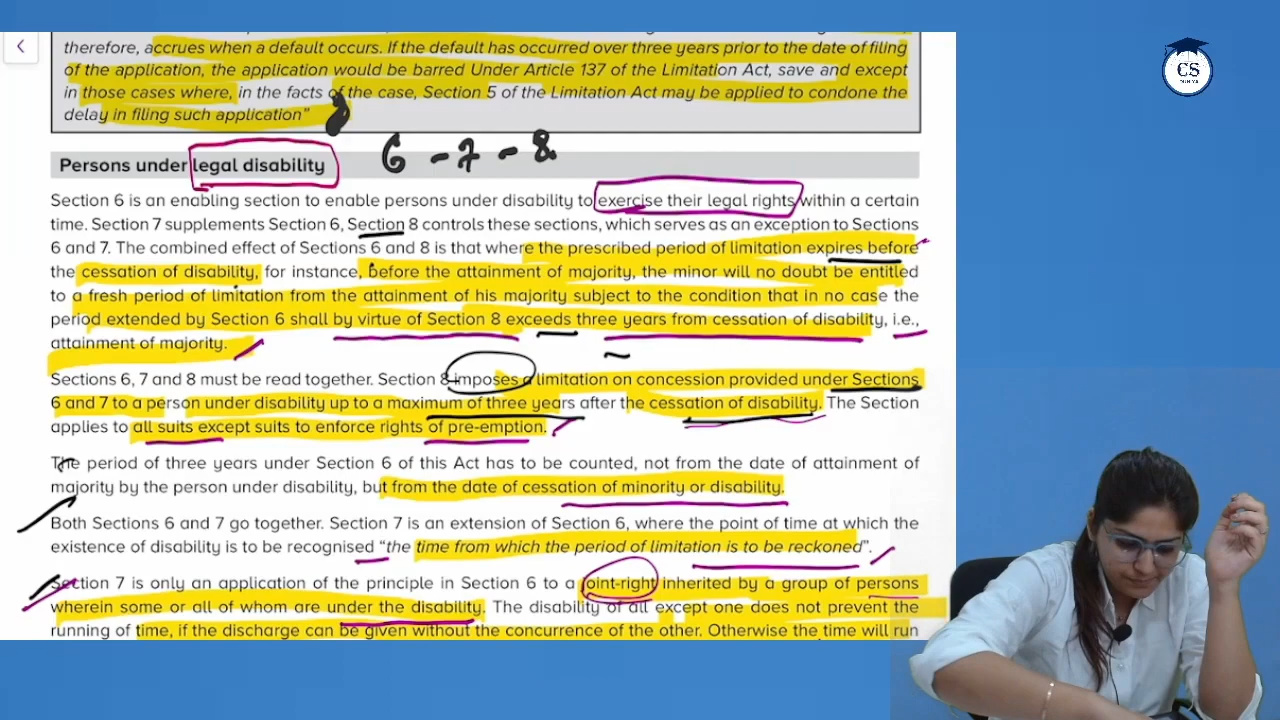 therefore, accrues when a default occurs. If the default has occurred over three years prior to the date of filing
of the application, the application would be barred Under Article 137 of the Limitation Act, save and except
in those cases where, in the facts of the case, Section 5 of the Limitation Act may be applied to condone the
delay in filing such application”
6 - 7 - 8
Persons under legal disability
Section 6 is an enabling section to enable persons under disability to exercise their legal rights within a certain
time. Section 7 supplements Section 6, Section 8 controls these sections, which serves as an exception to Sections
6 and 7. The combined effect of Sections 6 and 8 is that where the prescribed period of limitation expires before
the cessation of disability, for instance, before the attainment of majority, the minor will no doubt be entitled
to a fresh period of limitation from the attainment of his majority subject to the condition that in no case the
period extended by Section 6 shall by virtue of Section 8 exceeds three years from cessation of disability, i.e.,
attainment of majority.
Sections 6, 7 and 8 must be read together. Section 8 imposes a limitation on concession provided under Sections
6 and 7 to a person under disability up to a maximum of three years after the cessation of disability. The Section
applies to all suits except suits to enforce rights of pre-emption.
The period of three years under Section 6 of this Act has to be counted, not from the date of attainment of
majority by the person under disability, but from the date of cessation of minority or disability.
Both Sections 6 and 7 go together. Section 7 is an extension of Section 6, where the point of time at which the
existence of disability is to be recognised “the time from which the period of limitation is to be reckoned”.
Section 7 is only an application of the principle in Section 6 to a joint-right inherited by a group of persons
wherein some or all of whom are under the disability. The disability of all except one does not prevent the
running of time, if the discharge can be given without the concurrence of the other. Otherwise the time will run
CS